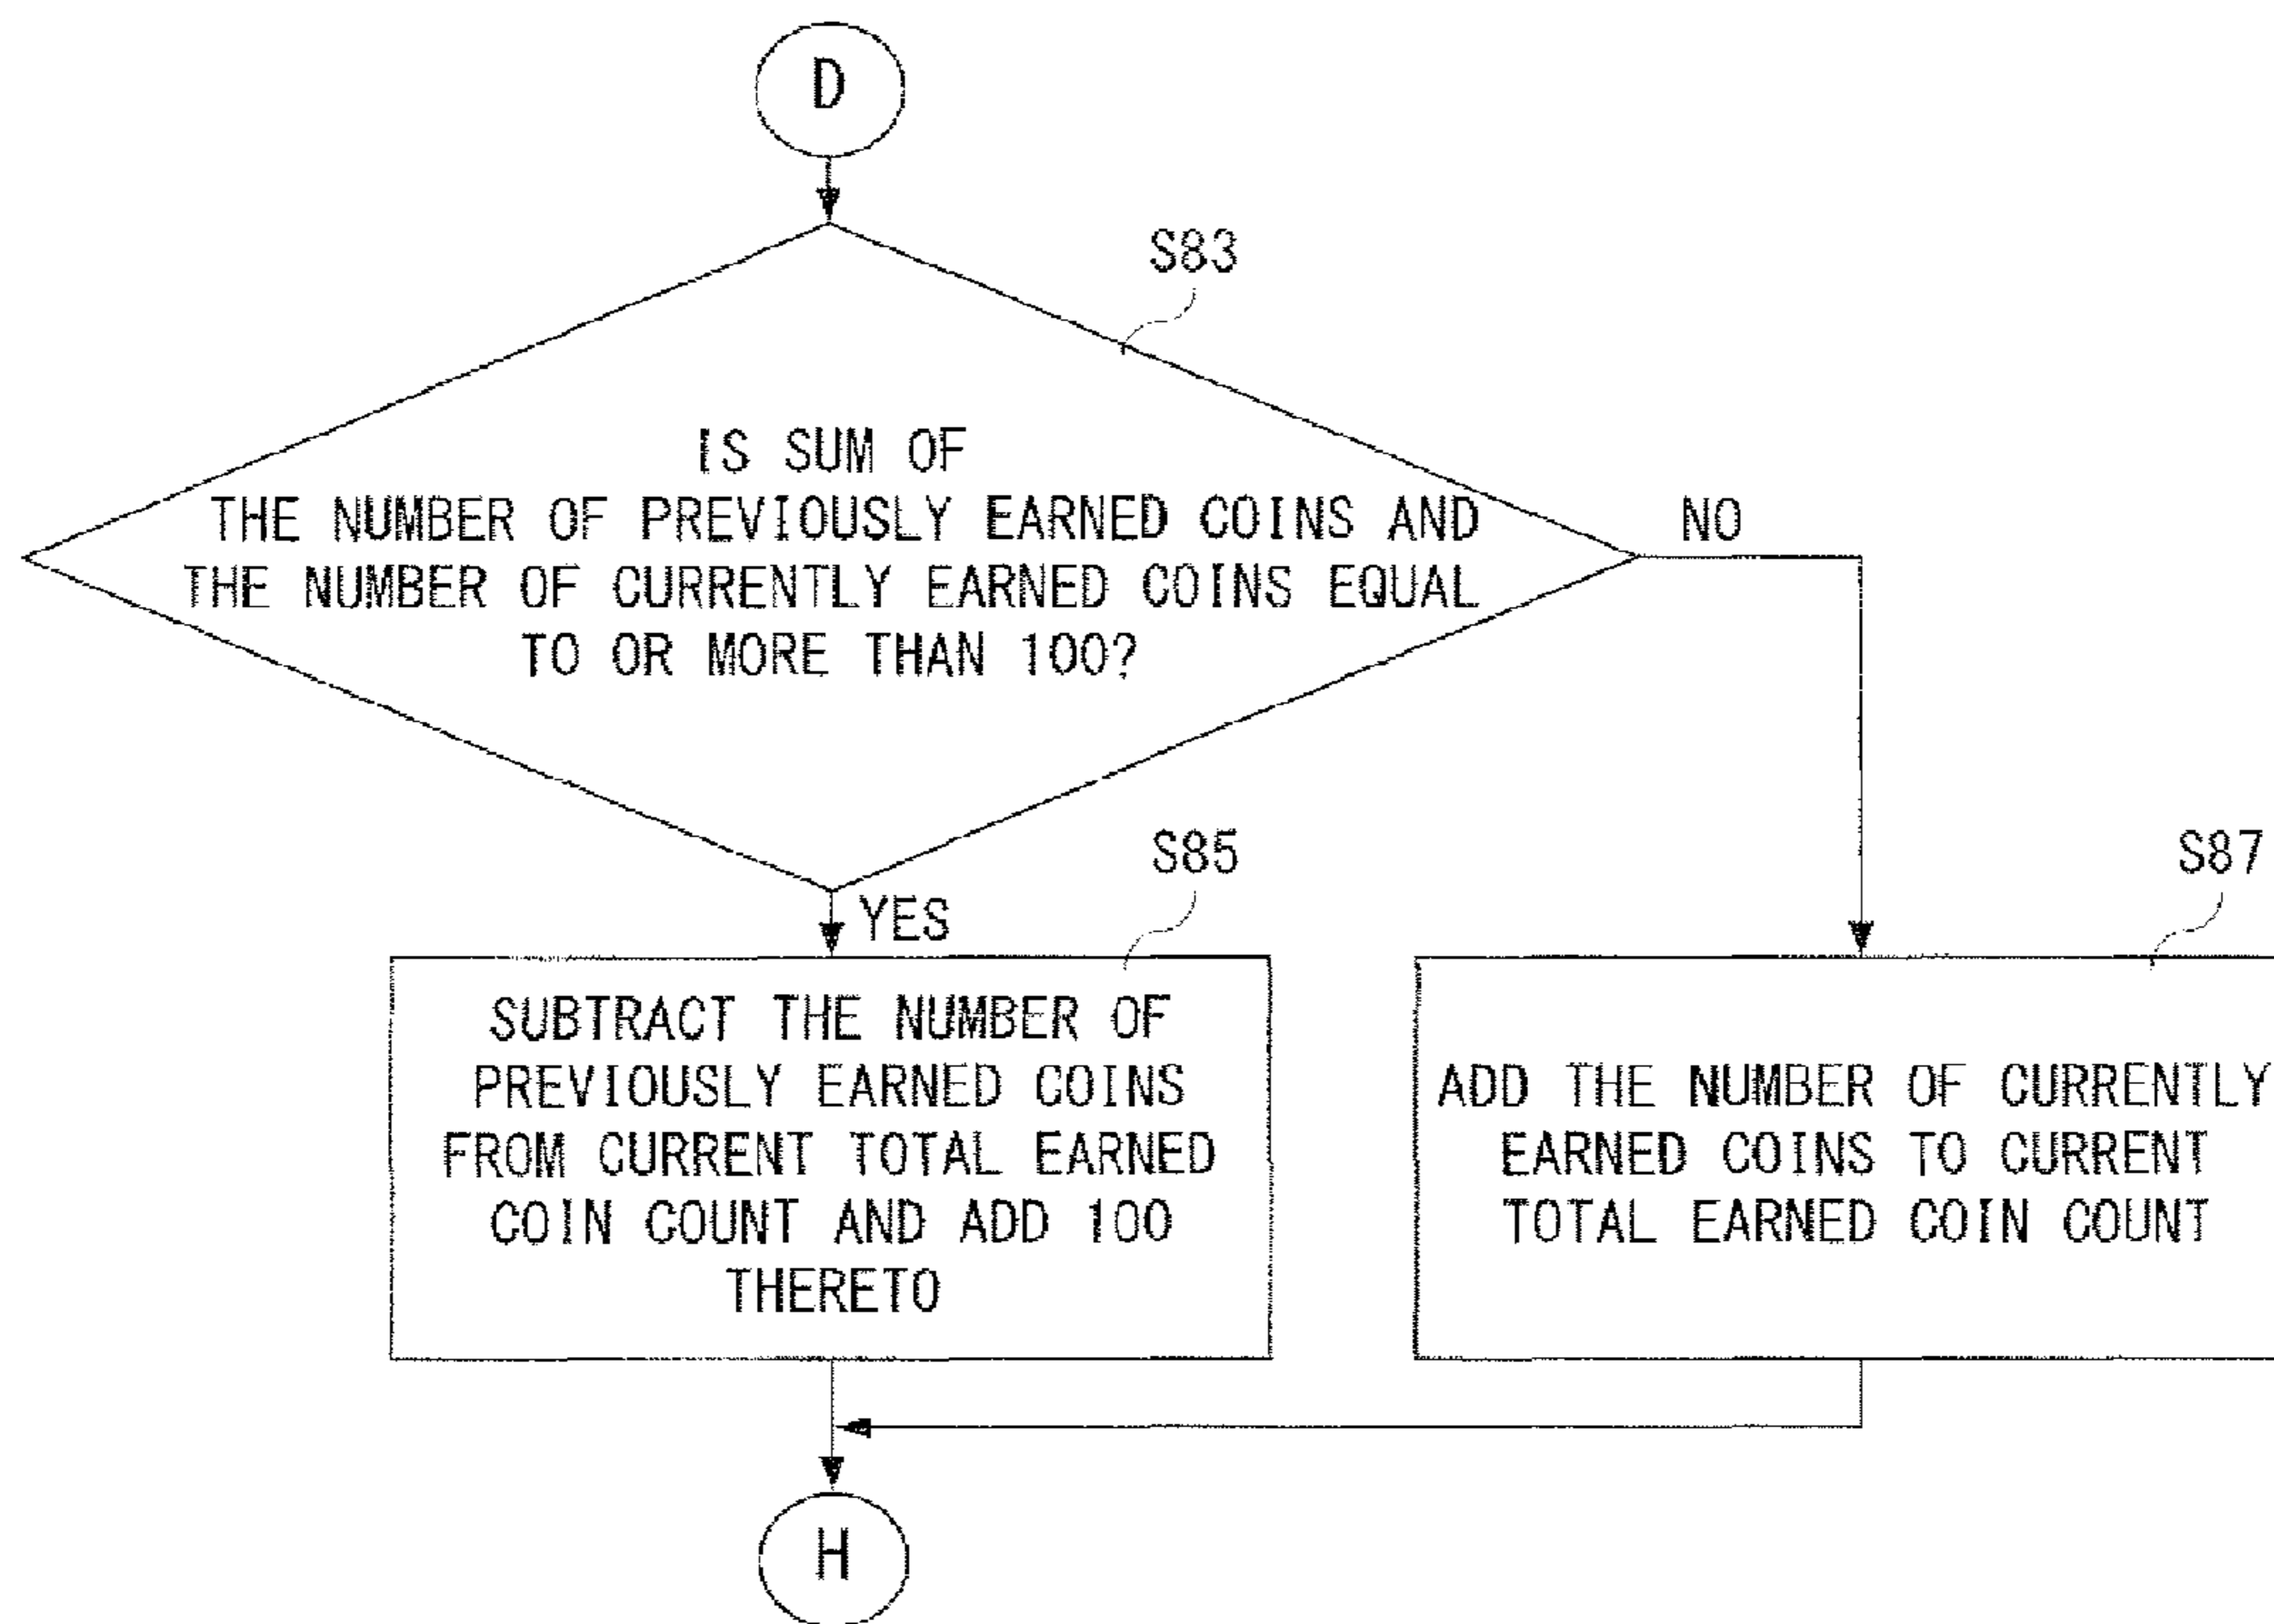 D
S83
IS SUM OF
THE NUMBER OF PREVIOUSLY EARNED COINS AND
THE NUMBER OF CURRENTLY EARNED COINS EQUAL
TO OR MORE THAN 100?
NO
YES
S85
SUBTRACT THE NUMBER OF
PREVIOUSLY EARNED COINS
FROM CURRENT TOTAL EARNED
COIN COUNT AND ADD 100
THERETO
S87
ADD THE NUMBER OF CURRENTLY
EARNED COINS TO CURRENT
TOTAL EARNED COIN COUNT
H